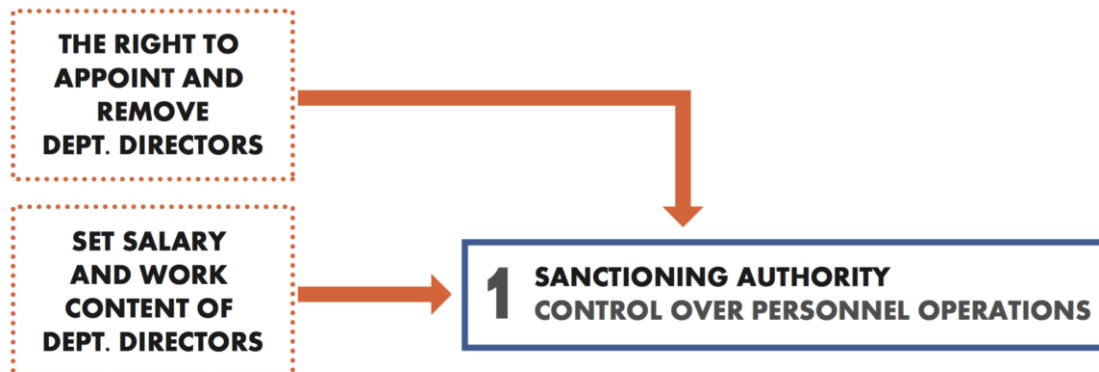 THE RIGHT TO
APPOINT AND
REMOVE
DEPT. DIRECTORS
SET SALARY
AND WORK
CONTENT OF
DEPT. DIRECTORS
1 SANCTIONING AUTHORITY
CONTROL OVER PERSONNEL OPERATIONS